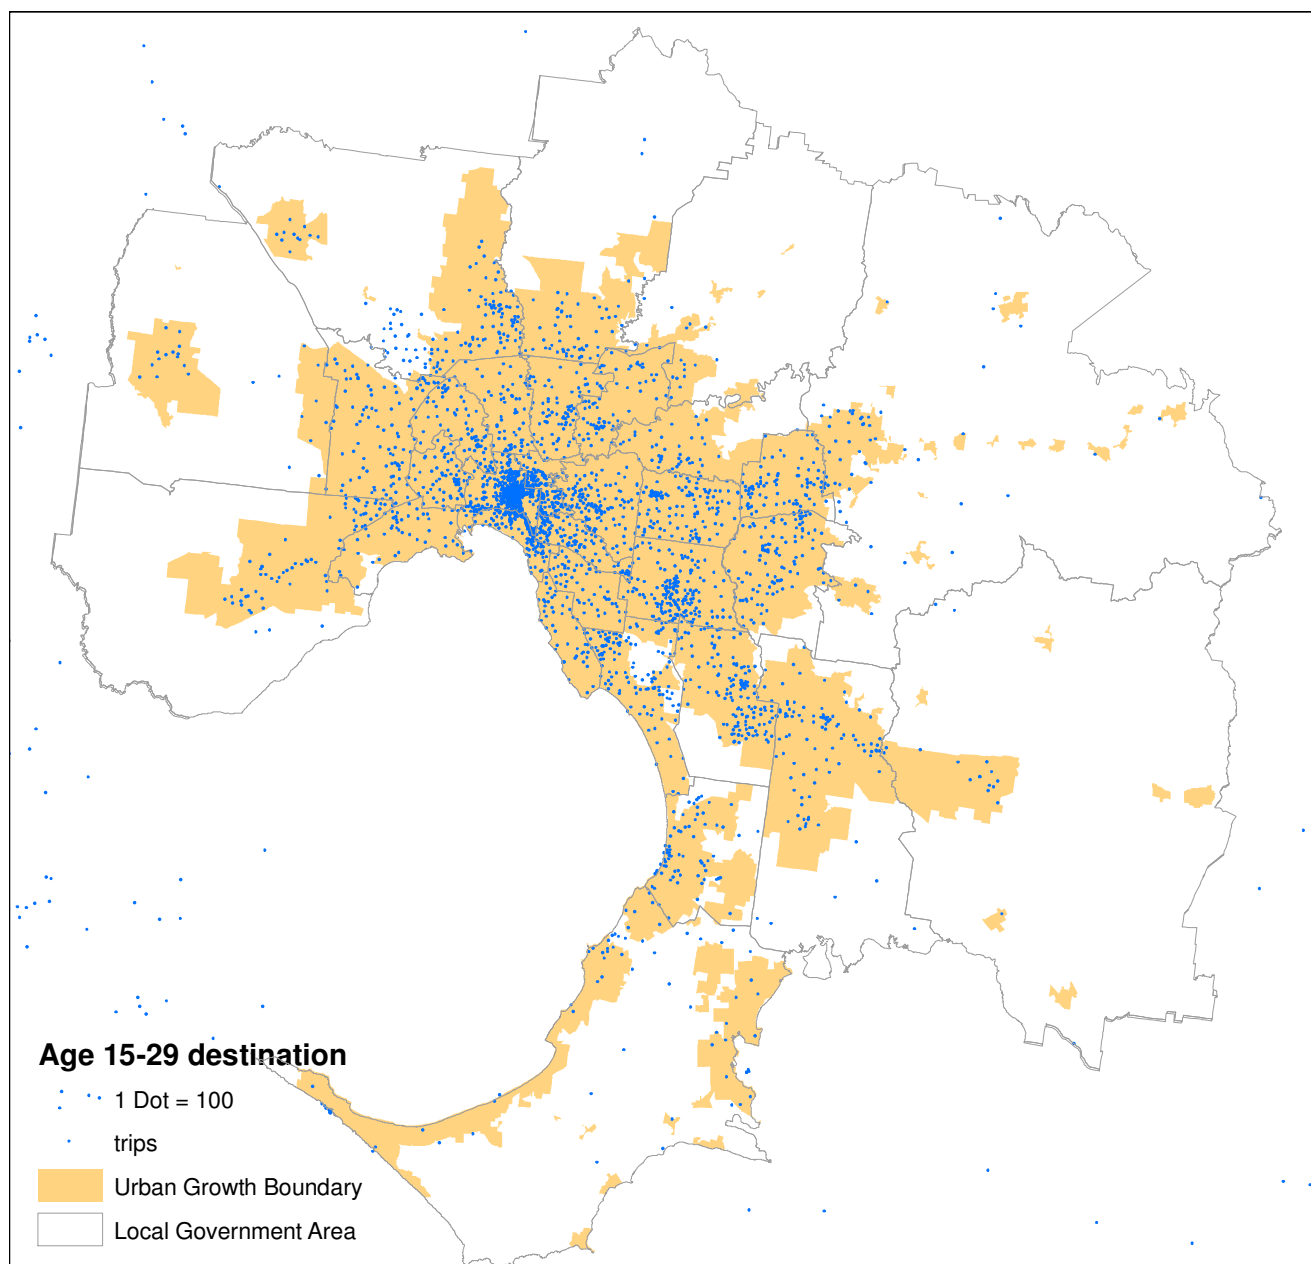 Age 15-29 destination
1 Dot = 100
trips
Urban Growth Boundary
Local Government Area